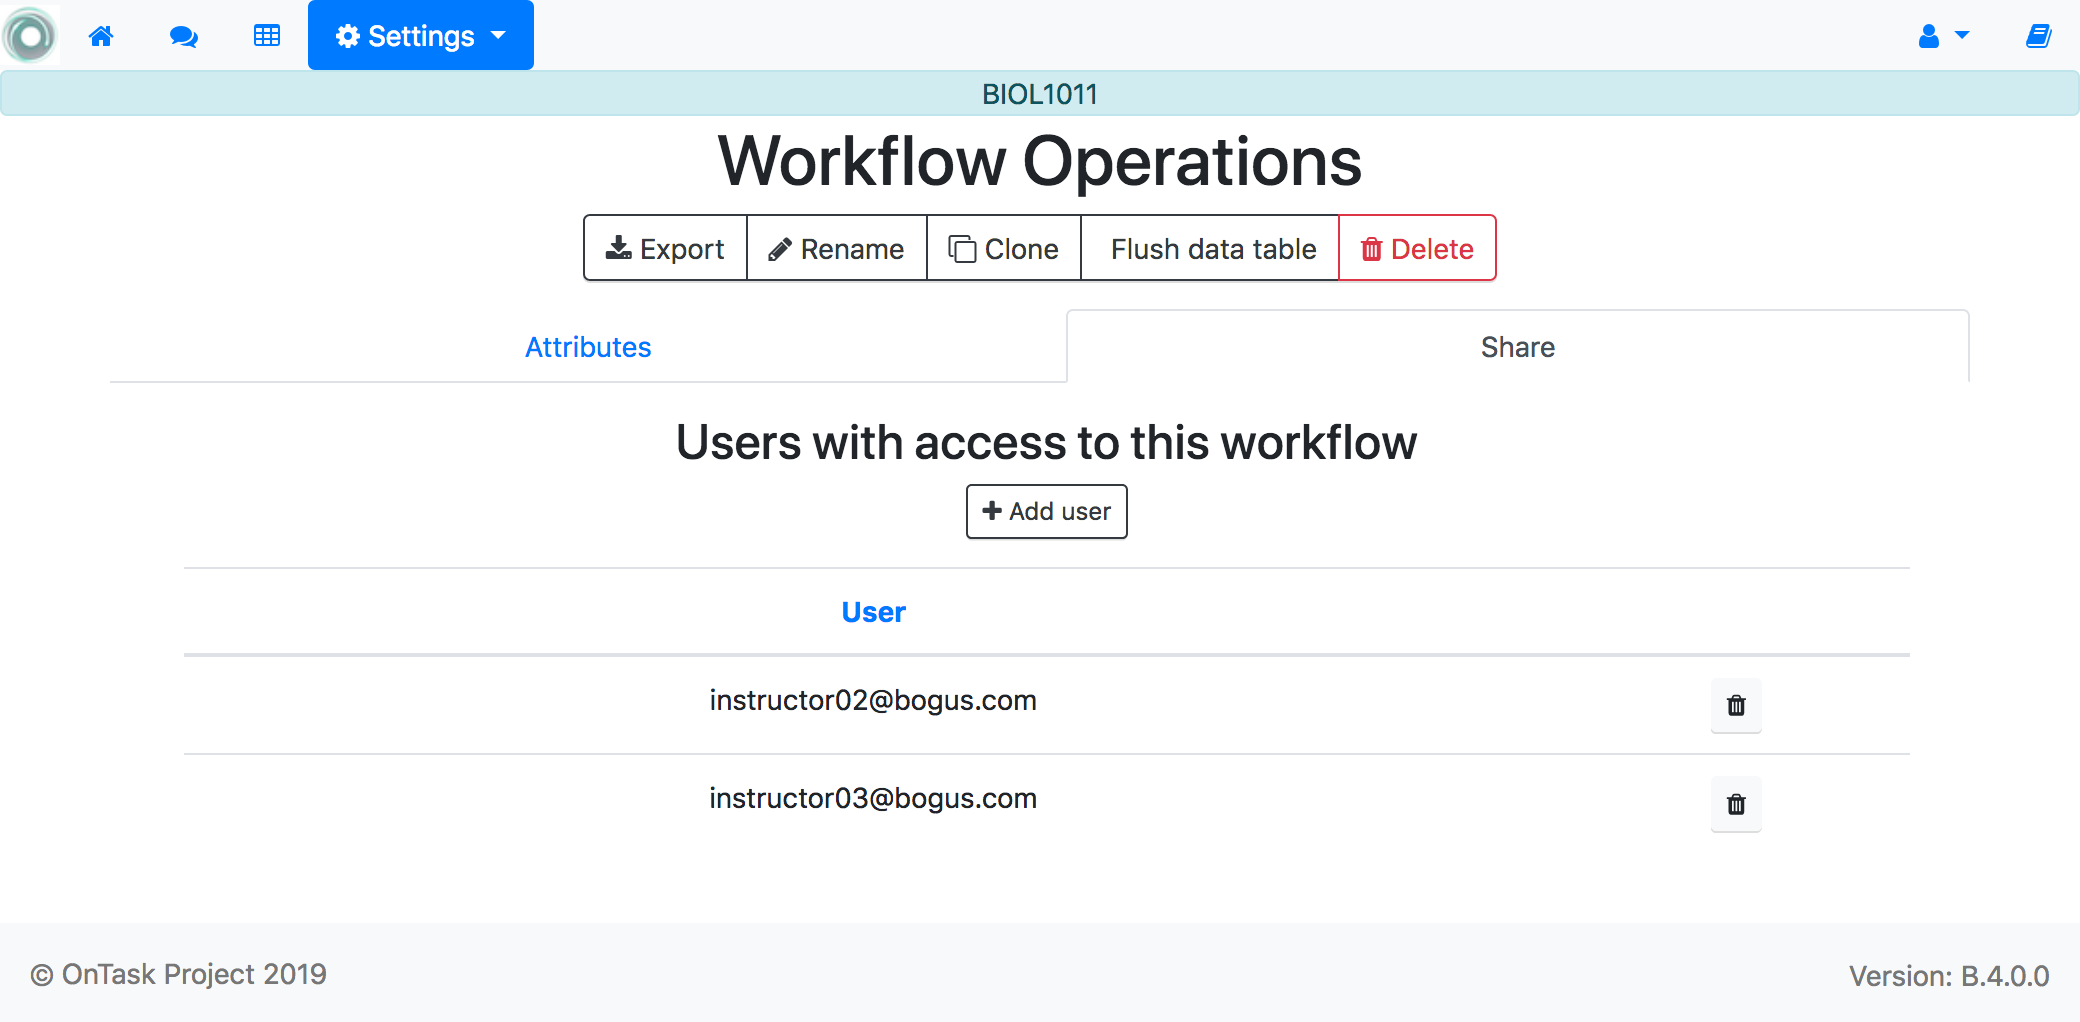 Settings
BIOL1011
Workflow Operations
Export Rename Clone Flush data table Delete
Attributes Share
Users with access to this workflow
Add user
User
instructor02@bogus.com
instructor03@bogus.com
© OnTask Project 2019 Version: B.4.0.0